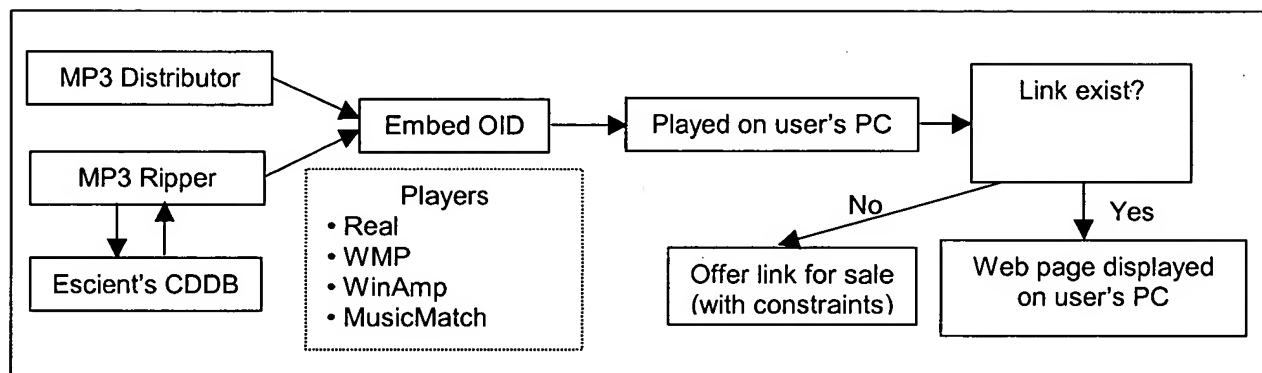 MP3 Distributor
MP3 Ripper
Escient's CDDB
Embed OID
Players
• Real
• WMP
• WinAmp
• MusicMatch
Played on user's PC
Link exist?
No
Yes
Offer link for sale
(with constraints)
Web page displayed
on user's PC